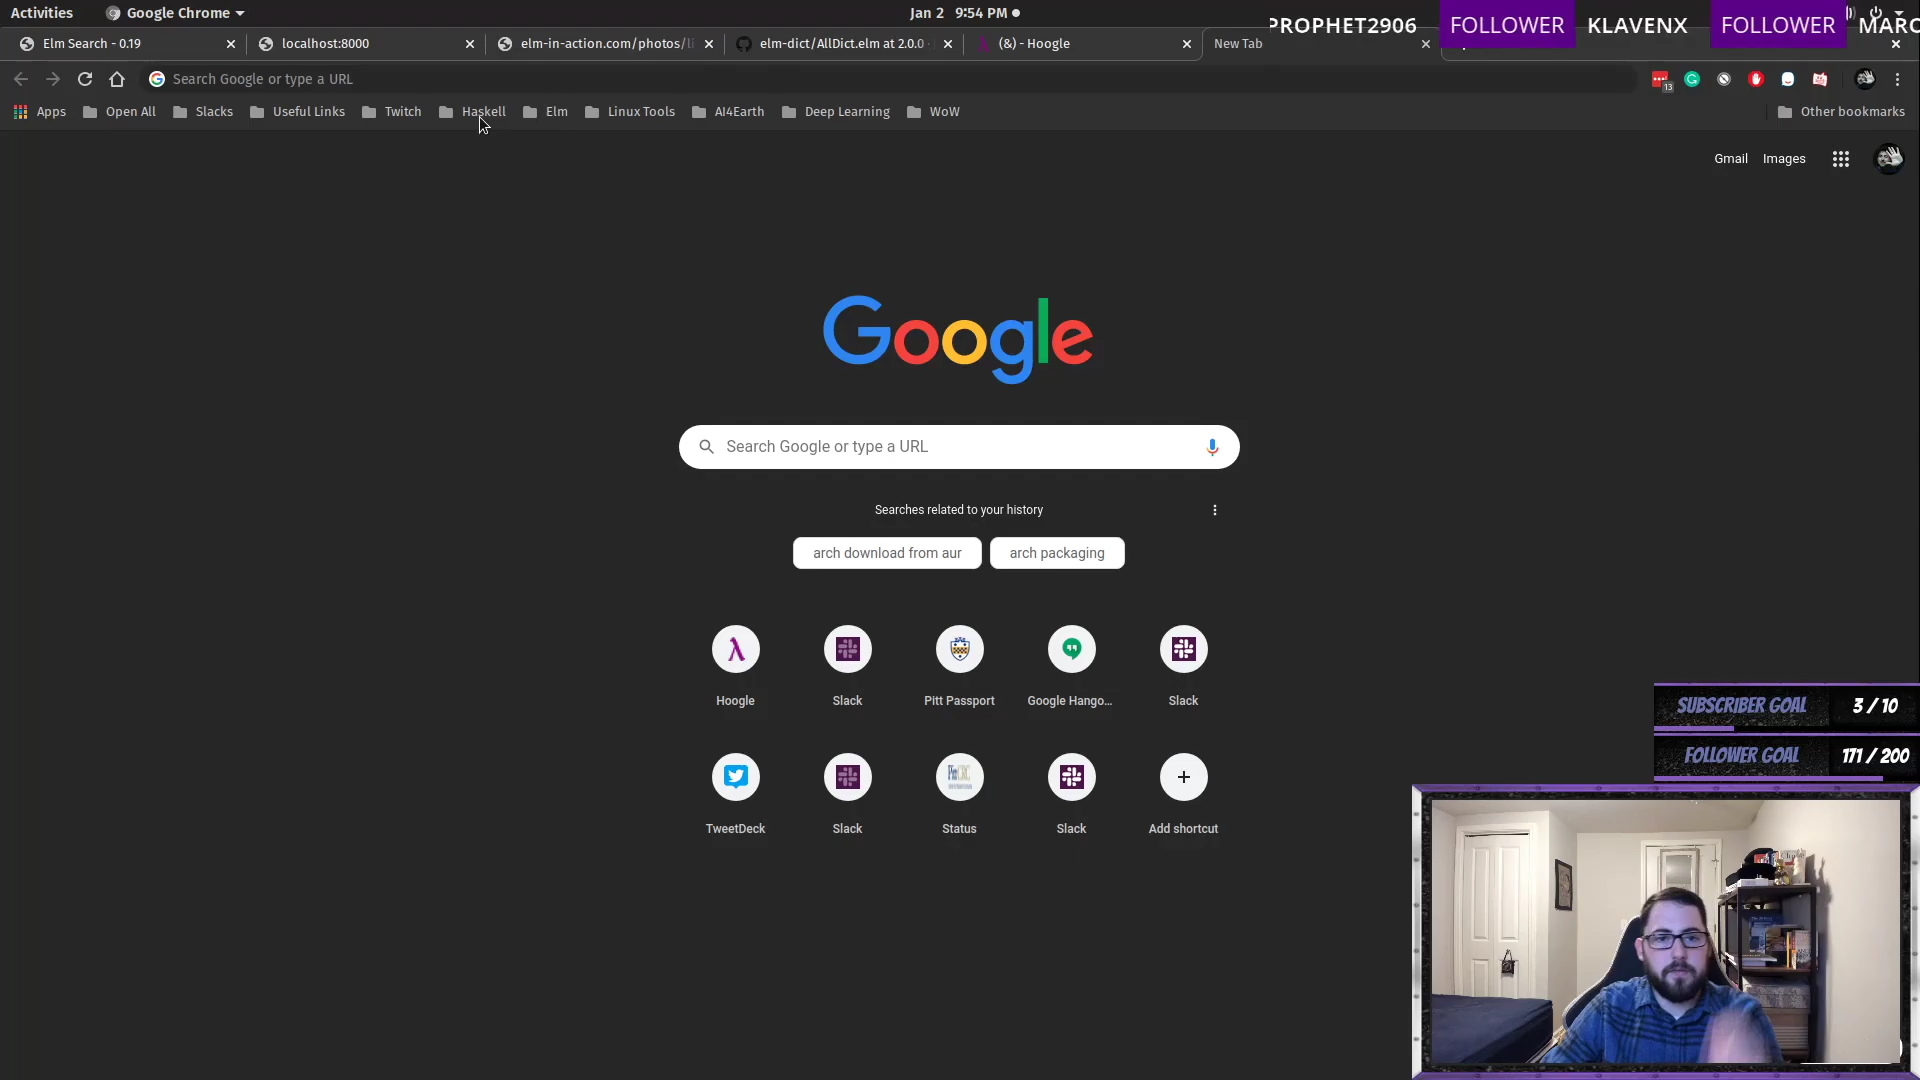 Activities
Google Chrome
Jan 2 9:54 PM
PROPHET2906
FOLLOWER
KLAVENX
FOLLOWER
MARC
Elm Search - 0.19
localhost:8000
elm-in-action.com/photos/li
elm-dict/AllDict.elm at 2.0.0
(&) - Hoogle
New Tab
Search Google or type a URL
13
Apps
Open All
Slacks
Useful Links
Twitch
Haskell
Elm
Linux Tools
AI4Earth
Deep Learning
WoW
Other bookmarks
Gmail
Images
Google
Search Google or type a URL
Searches related to your history
arch download from aur
arch packaging
Hoogle
Slack
Pitt Passport
Google Hango...
Slack
TweetDeck
Slack
Status
Slack
Add shortcut
SUBSCRIBER GOAL
3 / 10
FOLLOWER GOAL
171 / 200